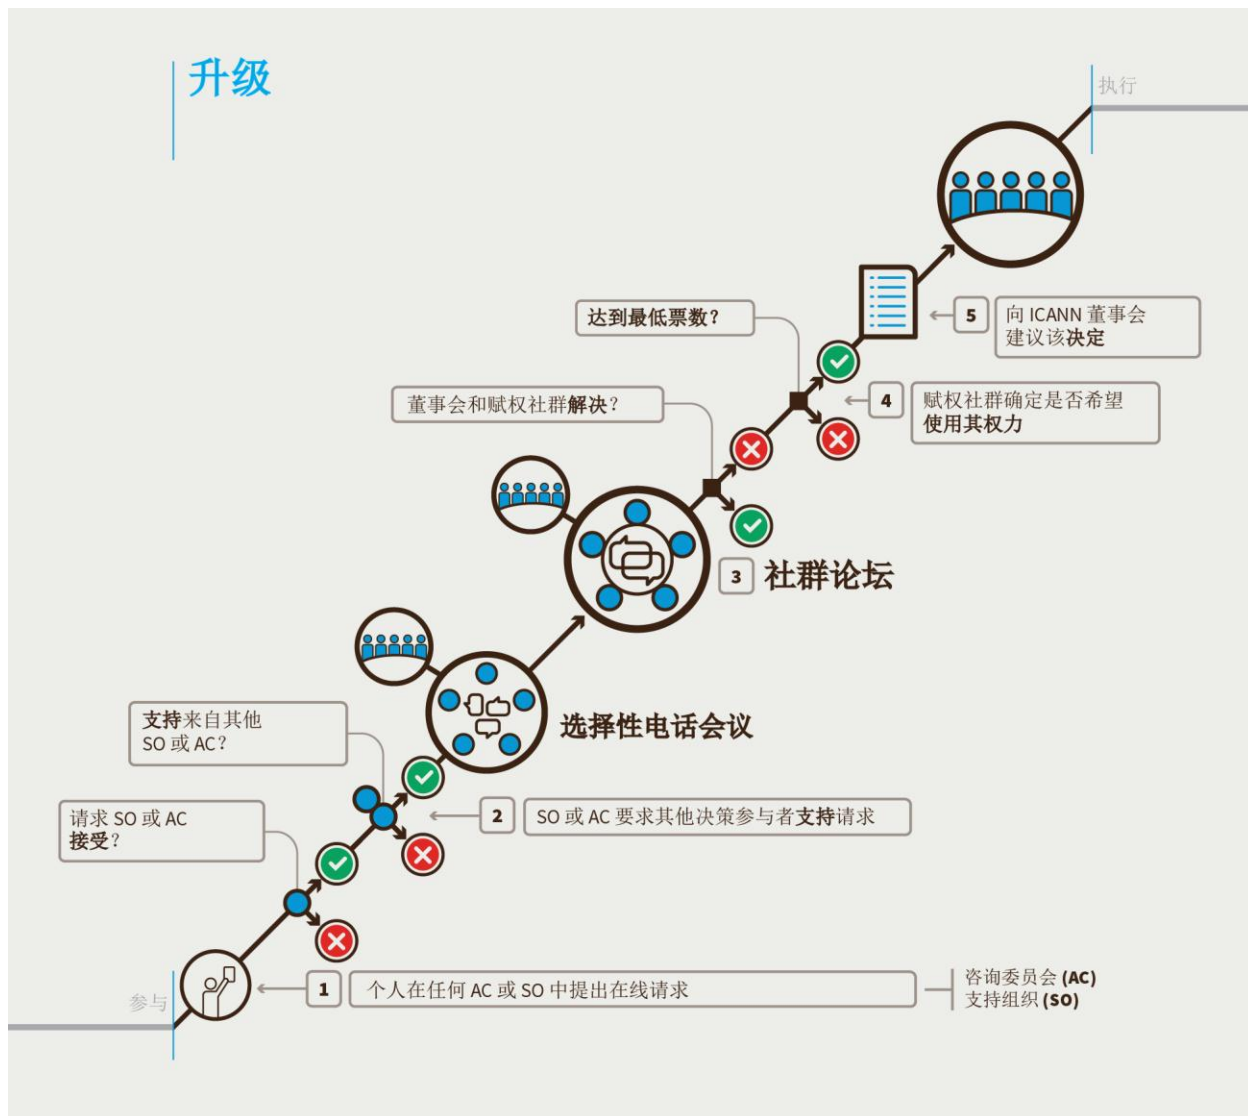 升级
执行
5
向 ICANN 董事会
建议该决定
达到最低票数？
4
赋权社群确定是否希望
使用其权力
董事会和赋权社群解决？
3
社群论坛
选择性电话会议
支持来自其他
SO 或 AC？
2
SO 或 AC 要求其他决策参与者支持请求
请求 SO 或 AC
接受？
参与
1
个人在任何 AC 或 SO 中提出在线请求
咨询委员会 (AC)
支持组织 (SO)